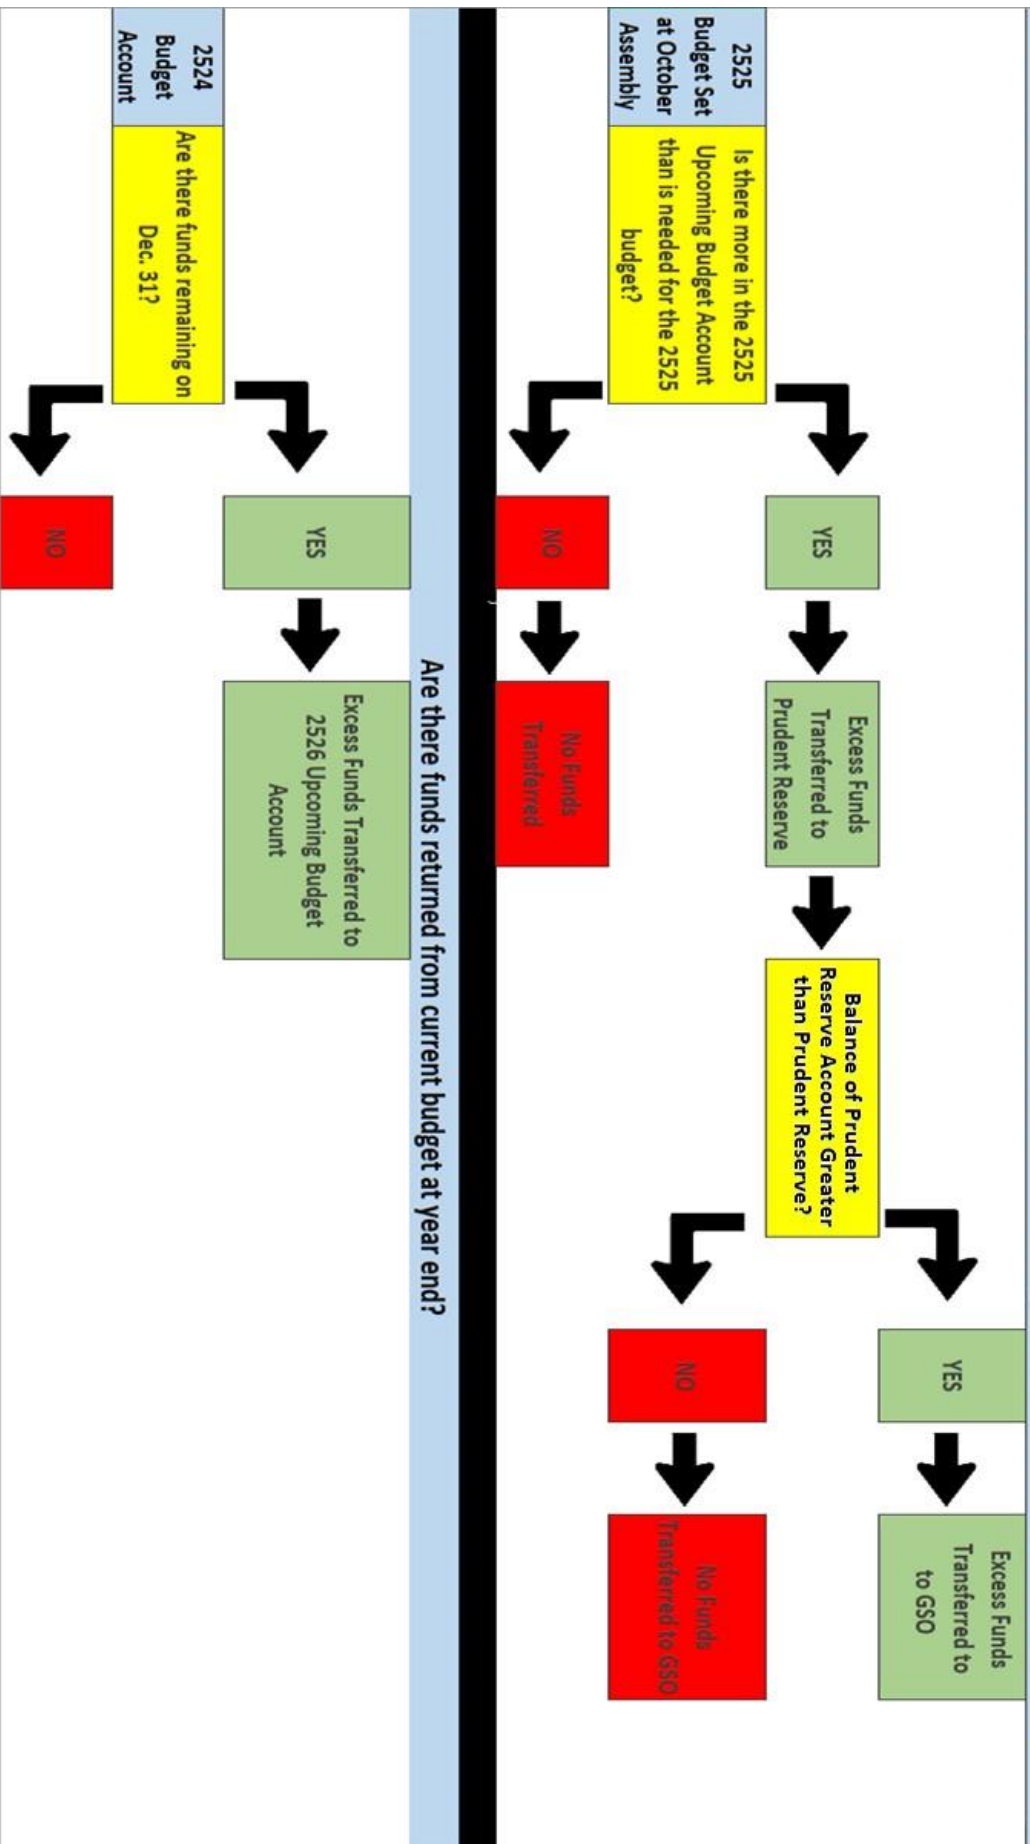 2525
Budget Set
at October
Assembly
Is there more in the 2525
Upcoming Budget Account
than is needed for the 2525
budget?
YES
Excess Funds
Transferred to
Prudent Reserve
Balance of Prudent
Reserve Account Greater
than Prudent Reserve?
YES
Excess Funds
Transferred to
to GSO
NO
No Funds
Transferred to GSO
NO
No Funds
Transferred
Are there funds returned from current budget at year end?
2524
Budget
Account
Are there funds remaining on
Dec. 31?
YES
Excess Funds Transferred to
2526 Upcoming Budget
Account
NO